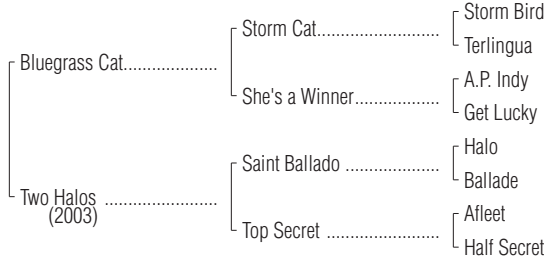 Storm Bird
Storm Cat........................
Terlingua
Bluegrass Cat...................
A.P. Indy
She's a Winner.................
Get Lucky
Halo
Saint Ballado ...................
Ballade
Two Halos .......................
(2003)
Afleet
Top Secret .......................
Half Secret